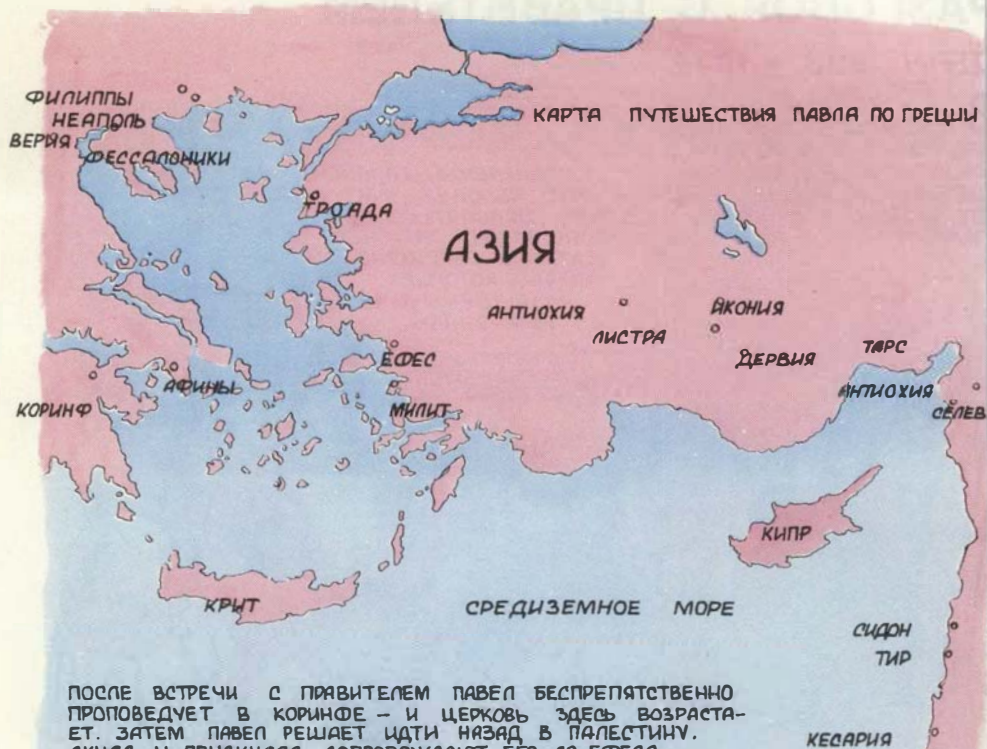 КАРТА ПУТЕШЕСТВИЯ ПАВЛА ПО ГРЕЦИИ
ФИЛИППЫ
НЕАПОЛЬ
ВЕРИЯ
ФЕССАЛОНИКИ
ТРОАДА
АЗИЯ
АНТИОХИЯ
ИКОНИЯ
ЛИСТРА
ДЕРВИЯ
ТАРС
ЕФЕС
АФИНЫ
АНТИОХИЯ
КОРИНФ
МИЛИТ
СЕЛЕВ
КИПР
КРИТ
СРЕДИЗЕМНОЕ МОРЕ
СИДОН
ТИР
КЕСАРИЯ
ПОСЛЕ ВСТРЕЧИ С ПРАВИТЕЛЕМ ПАВЕЛ БЕСПРЕПЯТСТВЕННО
ПРОПОВЕДУЕТ В КОРИНФЕ – И ЦЕРКОВЬ ЗДЕСЬ ВОЗРАСТА-
ЕТ. ЗАТЕМ ПАВЕЛ РЕШАЕТ ИДТИ НАЗАД В ПАЛЕСТИНУ.